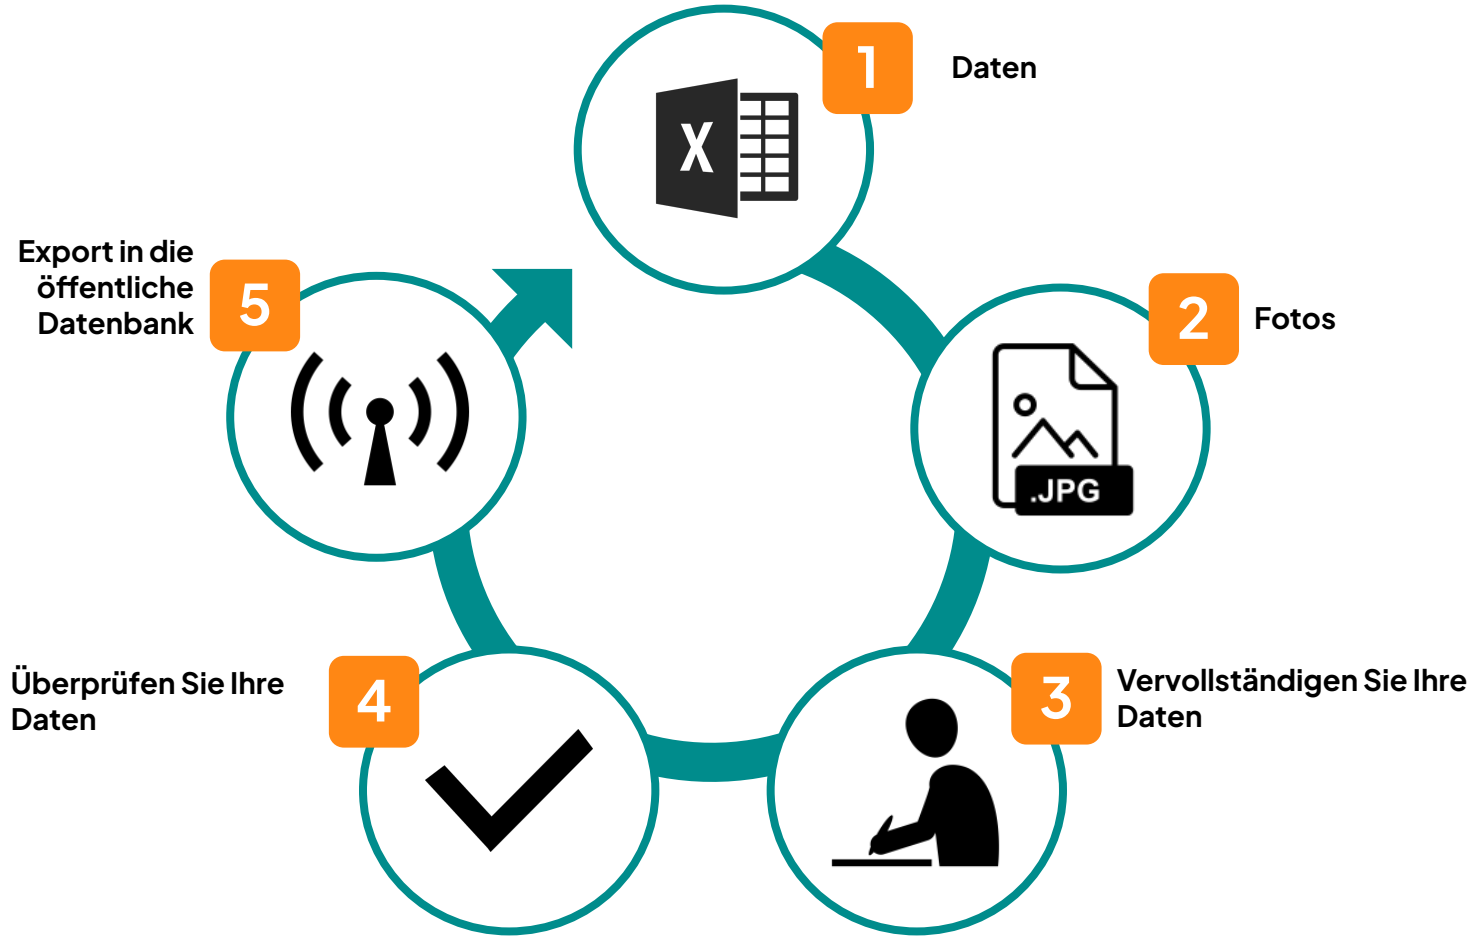 1
Daten
X
2
Fotos
.JPG
3
Vervollständigen Sie Ihre
Daten
4
Überprüfen Sie Ihre
Daten
5
Export in die
öffentliche
Datenbank